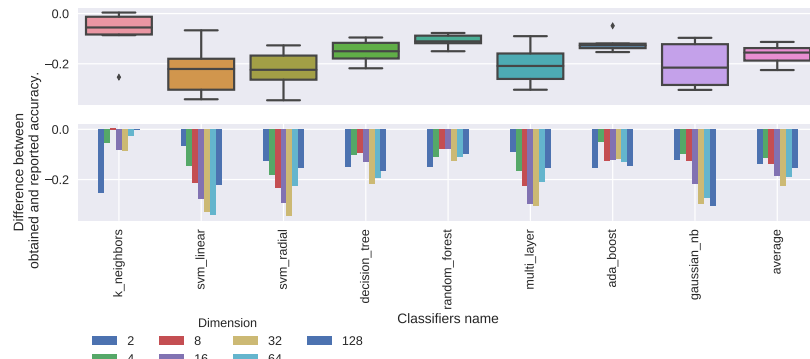 0.0
−0.2
0.0
−0.2
Difference between
obtained and reported accuracy.
k_neighbors
svm_linear
svm_radial
decision_tree
random_forest
multi_layer
ada_boost
gaussian_nb
average
Classifiers name
Dimension
2 8 32 128
4 16 64